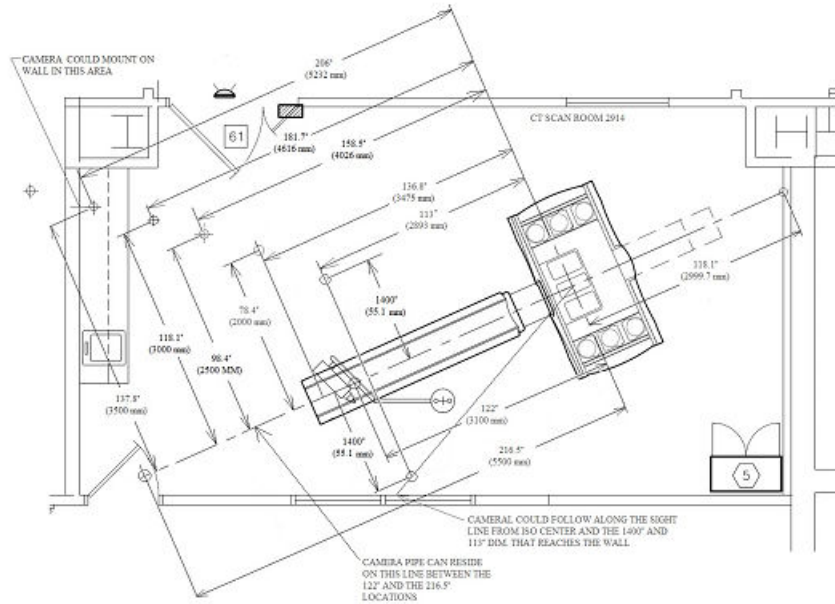 CAMERA COULD MOUNT ON
WALL IN THIS AREA
206"
(5232 mm)
61
181.7"
(4616 mm)
158.5"
(4026 mm)
CT SCAN ROOM 2914
136.8"
(3475 mm)
113"
(2893 mm)
118.1"
(2999.7 mm)
1400"
(55.1 mm)
78.4"
(2000 mm)
118.1"
(3000 mm)
98.4"
(2500 MM)
137.8"
(3500 mm)
122"
(3100 mm)
1400"
(55.1 mm)
216.5"
(5500 mm)
5
CAMERAL COULD FOLLOW ALONG THE SIGHT
LINE FROM ISO CENTER AND THE 1400" AND
113" DIM. THAT REACHES THE WALL
CAMERA PIPE CAN RESIDE
ON THIS LINE BETWEEN THE
122" AND THE 216.5"
LOCATIONS